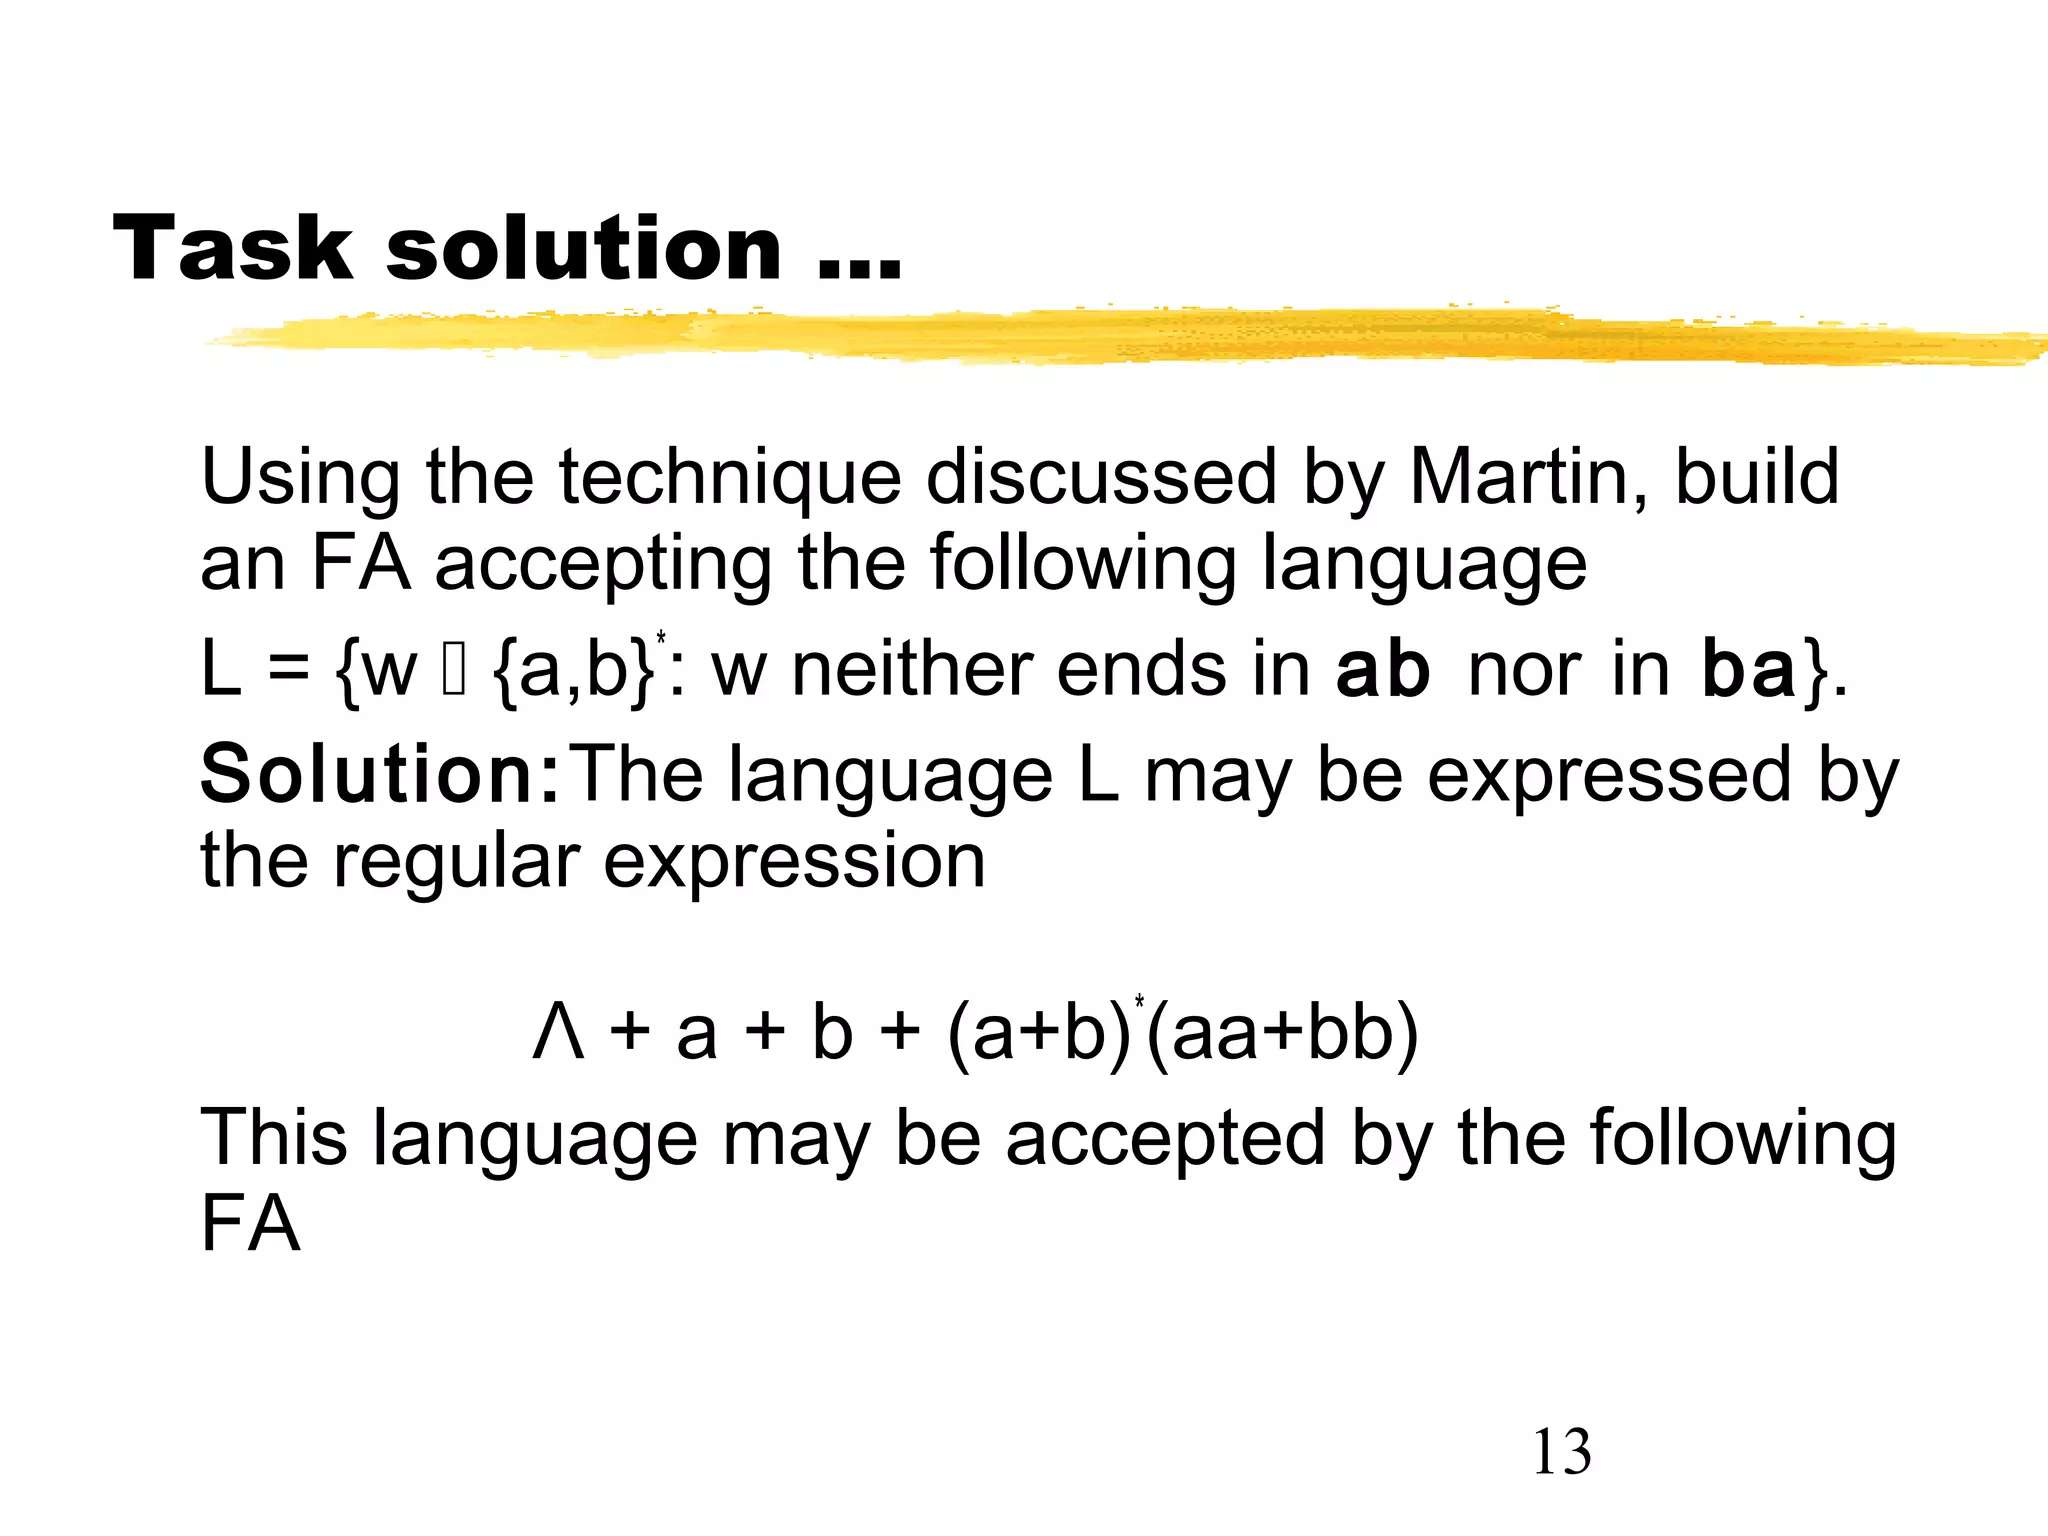 Task solution ...
Using the technique discussed by Martin, build
an FA accepting the following language
L = {w  {a,b}*: w neither ends in ab nor in ba}.
Solution:The language L may be expressed by
the regular expression
Λ + a + b + (a+b)*(aa+bb)
This language may be accepted by the following
FA
13